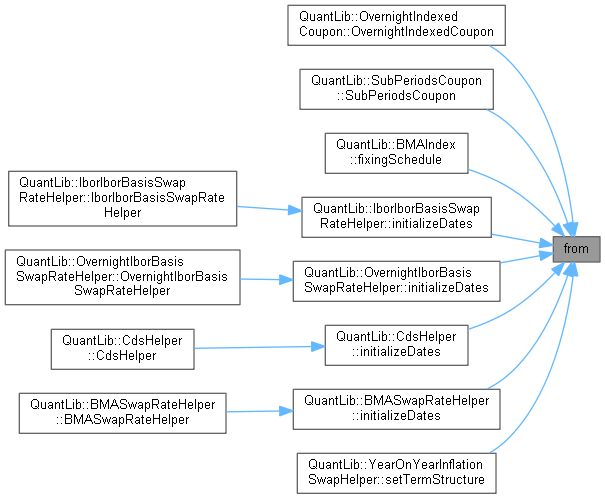 QuantLib::OvernightIndexed
Coupon::OvernightIndexedCoupon
QuantLib::SubPeriodsCoupon
::SubPeriodsCoupon
QuantLib::BMAIndex
::fixingSchedule
QuantLib::IborIborBasisSwap
RateHelper::IborIborBasisSwapRate
Helper
QuantLib::IborIborBasisSwap
RateHelper::initializeDates
from
QuantLib::OvernightIborBasis
SwapRateHelper::OvernightIborBasis
SwapRateHelper
QuantLib::OvernightIborBasis
SwapRateHelper::initializeDates
QuantLib::CdsHelper
::CdsHelper
QuantLib::CdsHelper
::initializeDates
QuantLib::BMASwapRateHelper
::BMASwapRateHelper
QuantLib::BMASwapRateHelper
::initializeDates
QuantLib::YearOnYearInflation
SwapHelper::setTermStructure